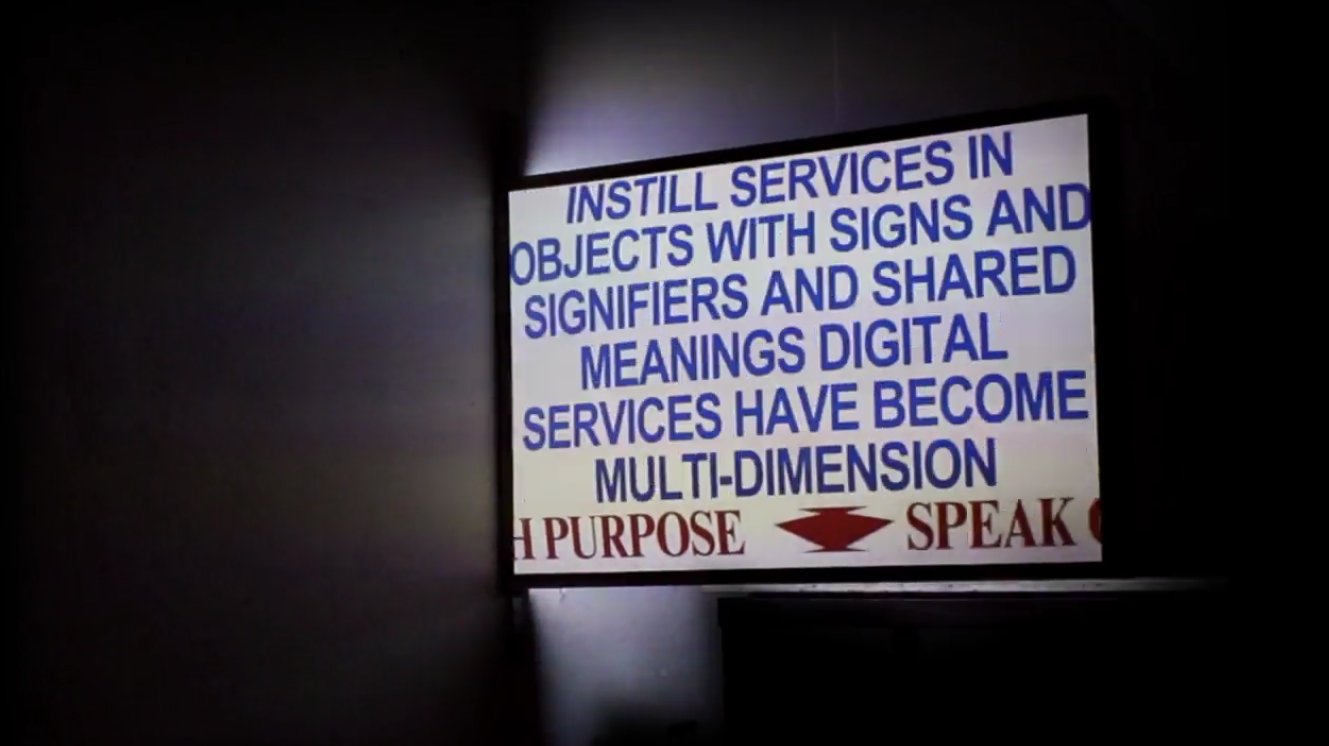 INSTILL SERVICES IN
OBJECTS WITH SIGNS AND
SIGNIFIERS AND SHARED
MEANINGS DIGITAL
SERVICES HAVE BECOME
MULTI-DIMENSION
H PURPOSE SPEAK